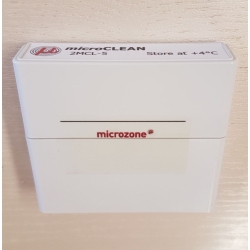 µ microCLEAN
2MCL-5 Store at +4°C
microzone